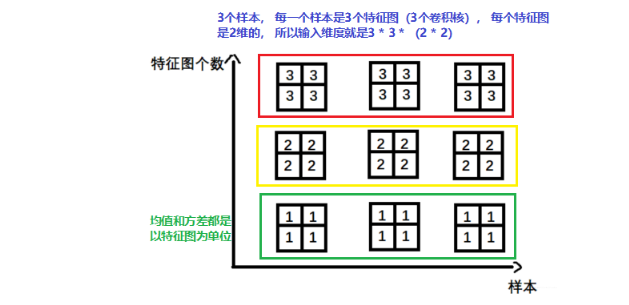 3个样本， 每一个样本是3个特征图（3个卷积核）， 每个特征图
是2维的， 所以输入维度就是3 * 3 * （2 * 2）
特征图个数
3 3 3 3 3 3
3 3 3 3 3 3
2 2 2 2 2 2
2 2 2 2 2 2
均值和方差都是
以特征图为单位
1 1 1 1 1 1
1 1 1 1 1 1
样本